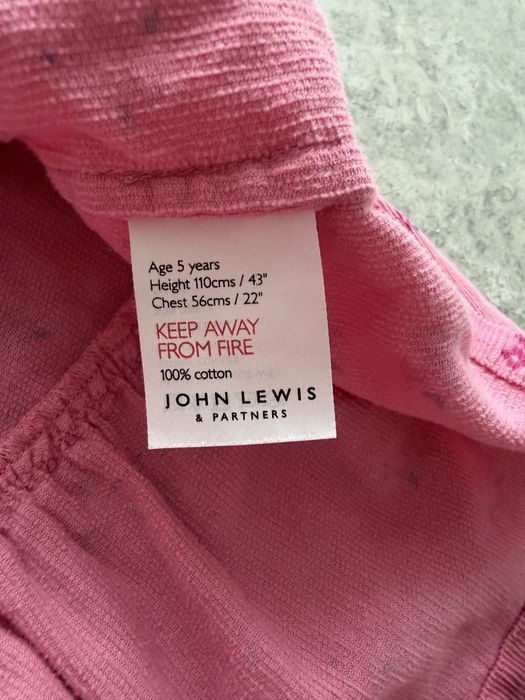 Age 5 years
Height 110cms / 43"
Chest 56cms / 22"
KEEP AWAY
FROM FIRE
100% cotton
JOHN LEWIS
& PARTNERS